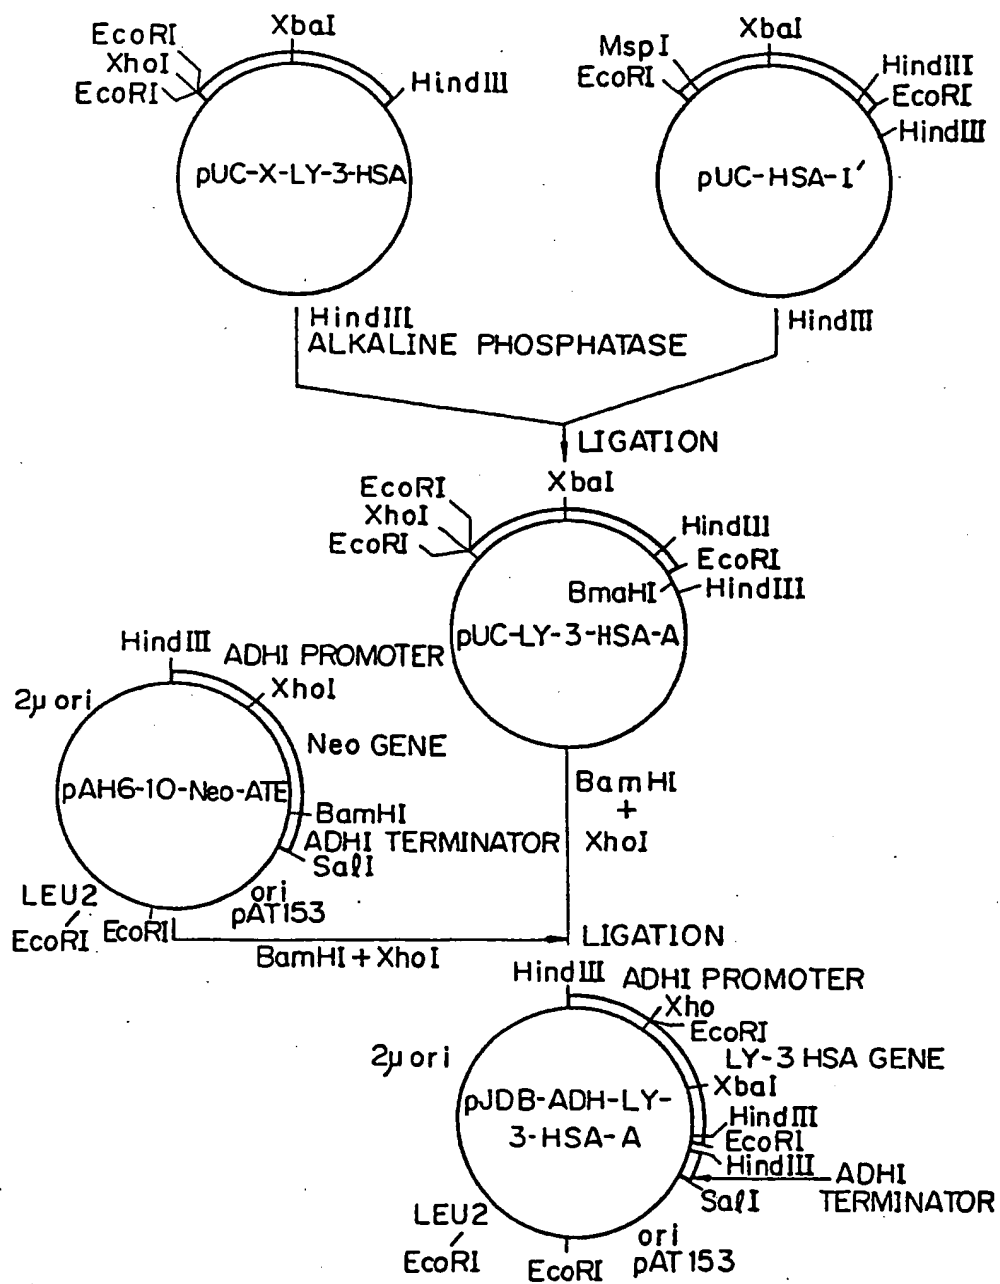 EcoRI
XhoI
EcoRI
XbaI
HindIII
pUC-X-LY-3-HSA
MspI
EcoRI
XbaI
HindIII
EcoRI
HindIII
pUC-HSA-I′
HindIII
ALKALINE PHOSPHATASE
HindIII
LIGATION
EcoRI
XhoI
EcoRI
XbaI
HindIII
EcoRI
HindIII
BmaHI
pUC-LY-3-HSA-A
HindIII
ADHI PROMOTER
XhoI
2μ ori
Neo GENE
pAH6-10-Neo-ATE
BamHI
ADHI TERMINATOR
SalI
LEU2
EcoRI
EcoRI
ori
pAT153
BamHI
+
XhoI
BamHI+XhoI
LIGATION
HindIII
ADHI PROMOTER
Xho
EcoRI
2μ ori
LY-3 HSA GENE
XbaI
pJDB-ADH-LY-
3-HSA-A
HindIII
EcoRI
HindIII
ADHI
TERMINATOR
SalI
LEU2
EcoRI
EcoRI
ori
pAT153